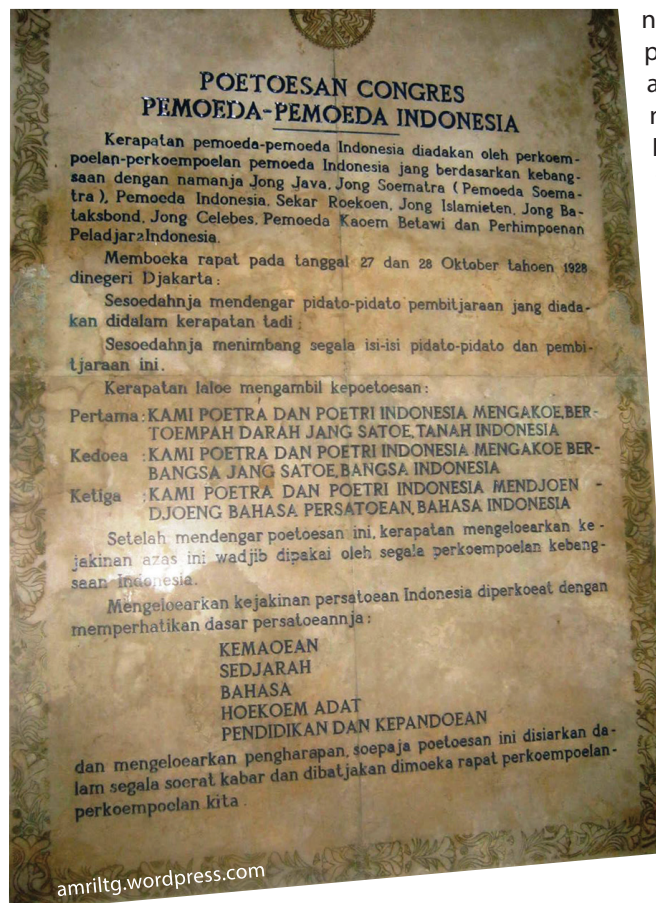 POETOESAN CONGRES
PEMOEDA-PEMOEDA INDONESIA
Kerapatan pemoeda-pemoeda Indonesia diadakan oleh perkoem-
poelan-perkoempoelan pemoeda Indonesia jang berdasarkan kebang-
saan dengan namanja Jong Java, Jong Soematra ( Pemoeda Soema-
tra ), Pemoeda Indonesia, Sekar Roekoen, Jong Islamieten, Jong Ba-
taksbond, Jong Celebes, Pemoeda Kaoem Betawi dan Perhimpoenan
Peladjar2Indonesia.
Memboeka rapat pada tanggal 27 dan 28 Oktober tahoen 1928
dinegeri Djakarta :
Sesoedahnja mendengar pidato-pidato pembitjaraan jang diada-
kan didalam kerapatan tadi ;
Sesoedahnja menimbang segala isi-isi pidato-pidato dan pembi-
tjaraan ini .
Kerapatan laloe mengambil kepoetoesan :
Pertama : KAMI POETRA DAN POETRI INDONESIA MENGAKOE,BER-
TOEMPAH DARAH JANG SATOE,TANAH INDONESIA
Kedoea : KAMI POETRA DAN POETRI INDONESIA MENGAKOE BER-
BANGSA JANG SATOE,BANGSA INDONESIA
Ketiga : KAMI POETRA DAN POETRI INDONESIA MENDJOEN -
DJOENG BAHASA PERSATOEAN,BAHASA INDONESIA
Setelah mendengar poetoesan ini, kerapatan mengeloearkan ke -
jakinan azas ini wadjib dipakai oleh segala perkoempoelan kebang-
saan Indonesia.
Mengeloearkan kejakinan persatoean Indonesia diperkoeat dengan
memperhatikan dasar persatoeannja :
KEMAOEAN
SEDJARAH
BAHASA
HOEKOEM ADAT
PENDIDIKAN DAN KEPANDOEAN
dan mengeloearkan pengharapan, soepaja poetoesan ini disiarkan da-
lam segala soerat kabar dan dibatjakan dimoeka rapat perkoempoelan-
perkoempoelan kita .
amriltg.wordpress.com